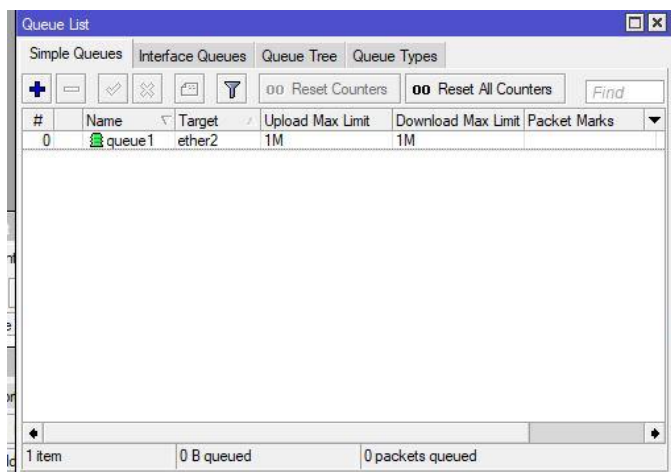 Queue List
Simple Queues Interface Queues Queue Tree Queue Types
00 Reset Counters 00 Reset All Counters Find
# Name Target Upload Max Limit Download Max Limit Packet Marks
0 queue1 ether2 1M 1M
1 item 0 B queued 0 packets queued